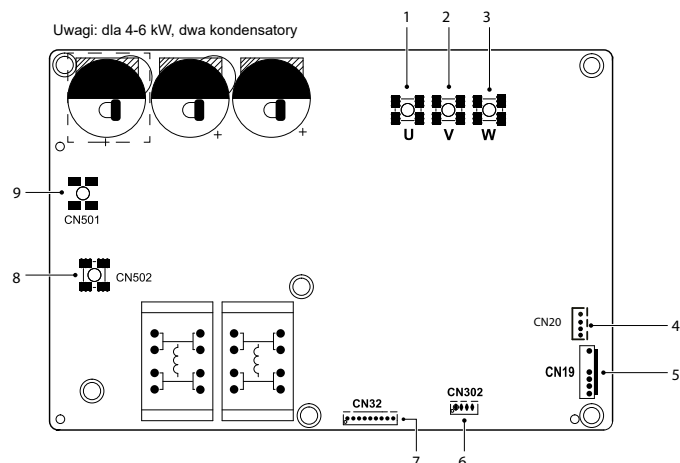 Uwagi: dla 4-6 kW, dwa kondensatory
1 2 3
U V W
+ + +
9
CN501
8
CN502
CN20
4
CN19
5
CN302
CN32
7 6